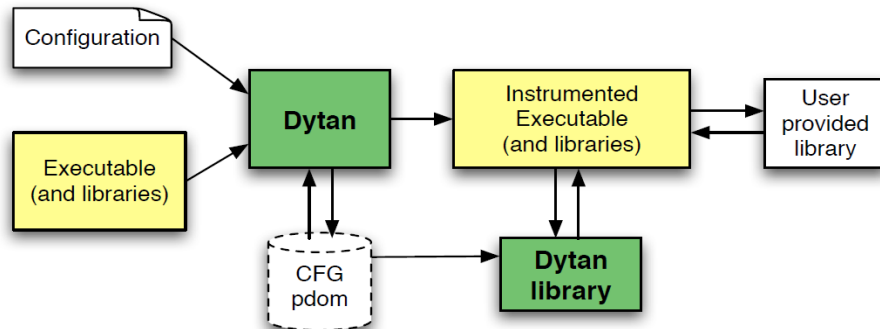 Configuration
Executable
(and libraries)
Dytan
Instrumented
Executable
(and libraries)
User
provided
library
CFG
pdom
Dytan
library